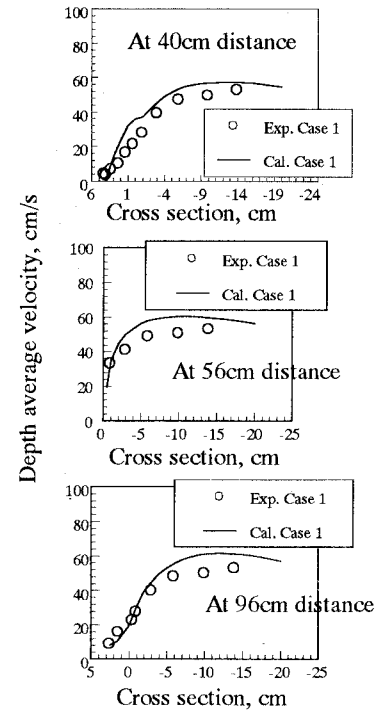 Depth average velocity, cm/s
At 40cm distance
100
80
60
40
20
0
Exp. Case 1
Cal. Case 1
6 1 -4 -9 -14 -19 -24
Cross section, cm
100
80
60
40
20
0
Exp. Case 1
Cal. Case 1
At 56cm distance
0 -5 -10 -15 -20 -25
Cross section, cm
100
80
60
40
20
0
Exp. Case 1
Cal. Case 1
At 96cm distance
5 0 -5 -10 -15 -20 -25
Cross section, cm